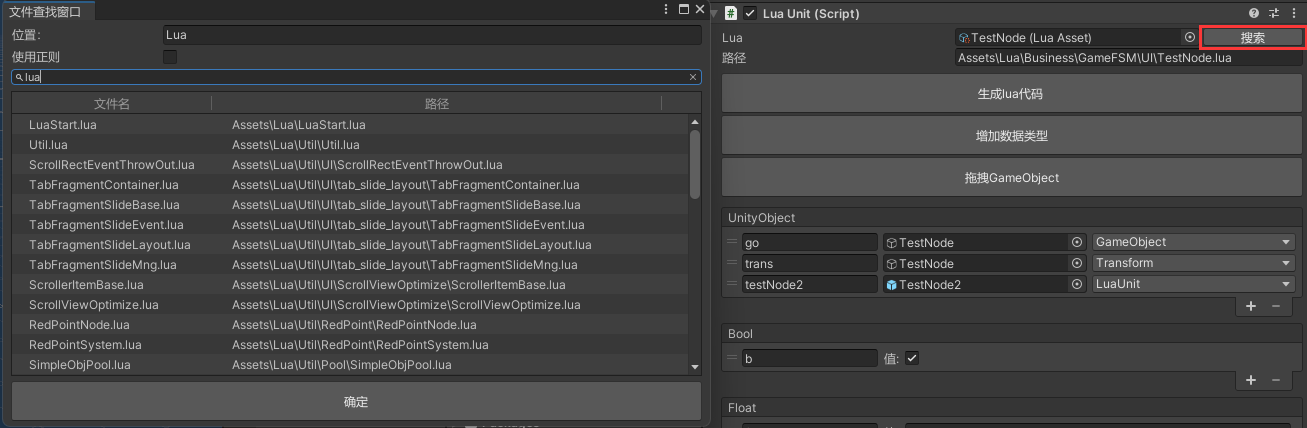 文件查找窗口
位置: Lua
使用正则
lua
文件名 路径
LuaStart.lua Assets\Lua\LuaStart.lua
Util.lua Assets\Lua\Util\Util.lua
ScrollRectEventThrowOut.lua Assets\Lua\Util\UI\ScrollRectEventThrowOut.lua
TabFragmentContainer.lua Assets\Lua\Util\UI\tab_slide_layout\TabFragmentContainer.lua
TabFragmentSlideBase.lua Assets\Lua\Util\UI\tab_slide_layout\TabFragmentSlideBase.lua
TabFragmentSlideEvent.lua Assets\Lua\Util\UI\tab_slide_layout\TabFragmentSlideEvent.lua
TabFragmentSlideLayout.lua Assets\Lua\Util\UI\tab_slide_layout\TabFragmentSlideLayout.lua
TabFragmentSlideMng.lua Assets\Lua\Util\UI\tab_slide_layout\TabFragmentSlideMng.lua
ScrollerItemBase.lua Assets\Lua\Util\UI\ScrollViewOptimize\ScrollerItemBase.lua
ScrollViewOptimize.lua Assets\Lua\Util\UI\ScrollViewOptimize\ScrollViewOptimize.lua
RedPointNode.lua Assets\Lua\Util\RedPoint\RedPointNode.lua
RedPointSystem.lua Assets\Lua\Util\RedPoint\RedPointSystem.lua
SimpleObjPool.lua Assets\Lua\Util\Pool\SimpleObjPool.lua
确定
Lua Unit (Script)
Lua TestNode (Lua Asset) 搜索
路径 Assets\Lua\Business\GameFSM\UI\TestNode.lua
生成lua代码
增加数据类型
拖拽GameObject
UnityObject
go TestNode GameObject
trans TestNode Transform
testNode2 TestNode2 LuaUnit
Bool
b 值:
Float